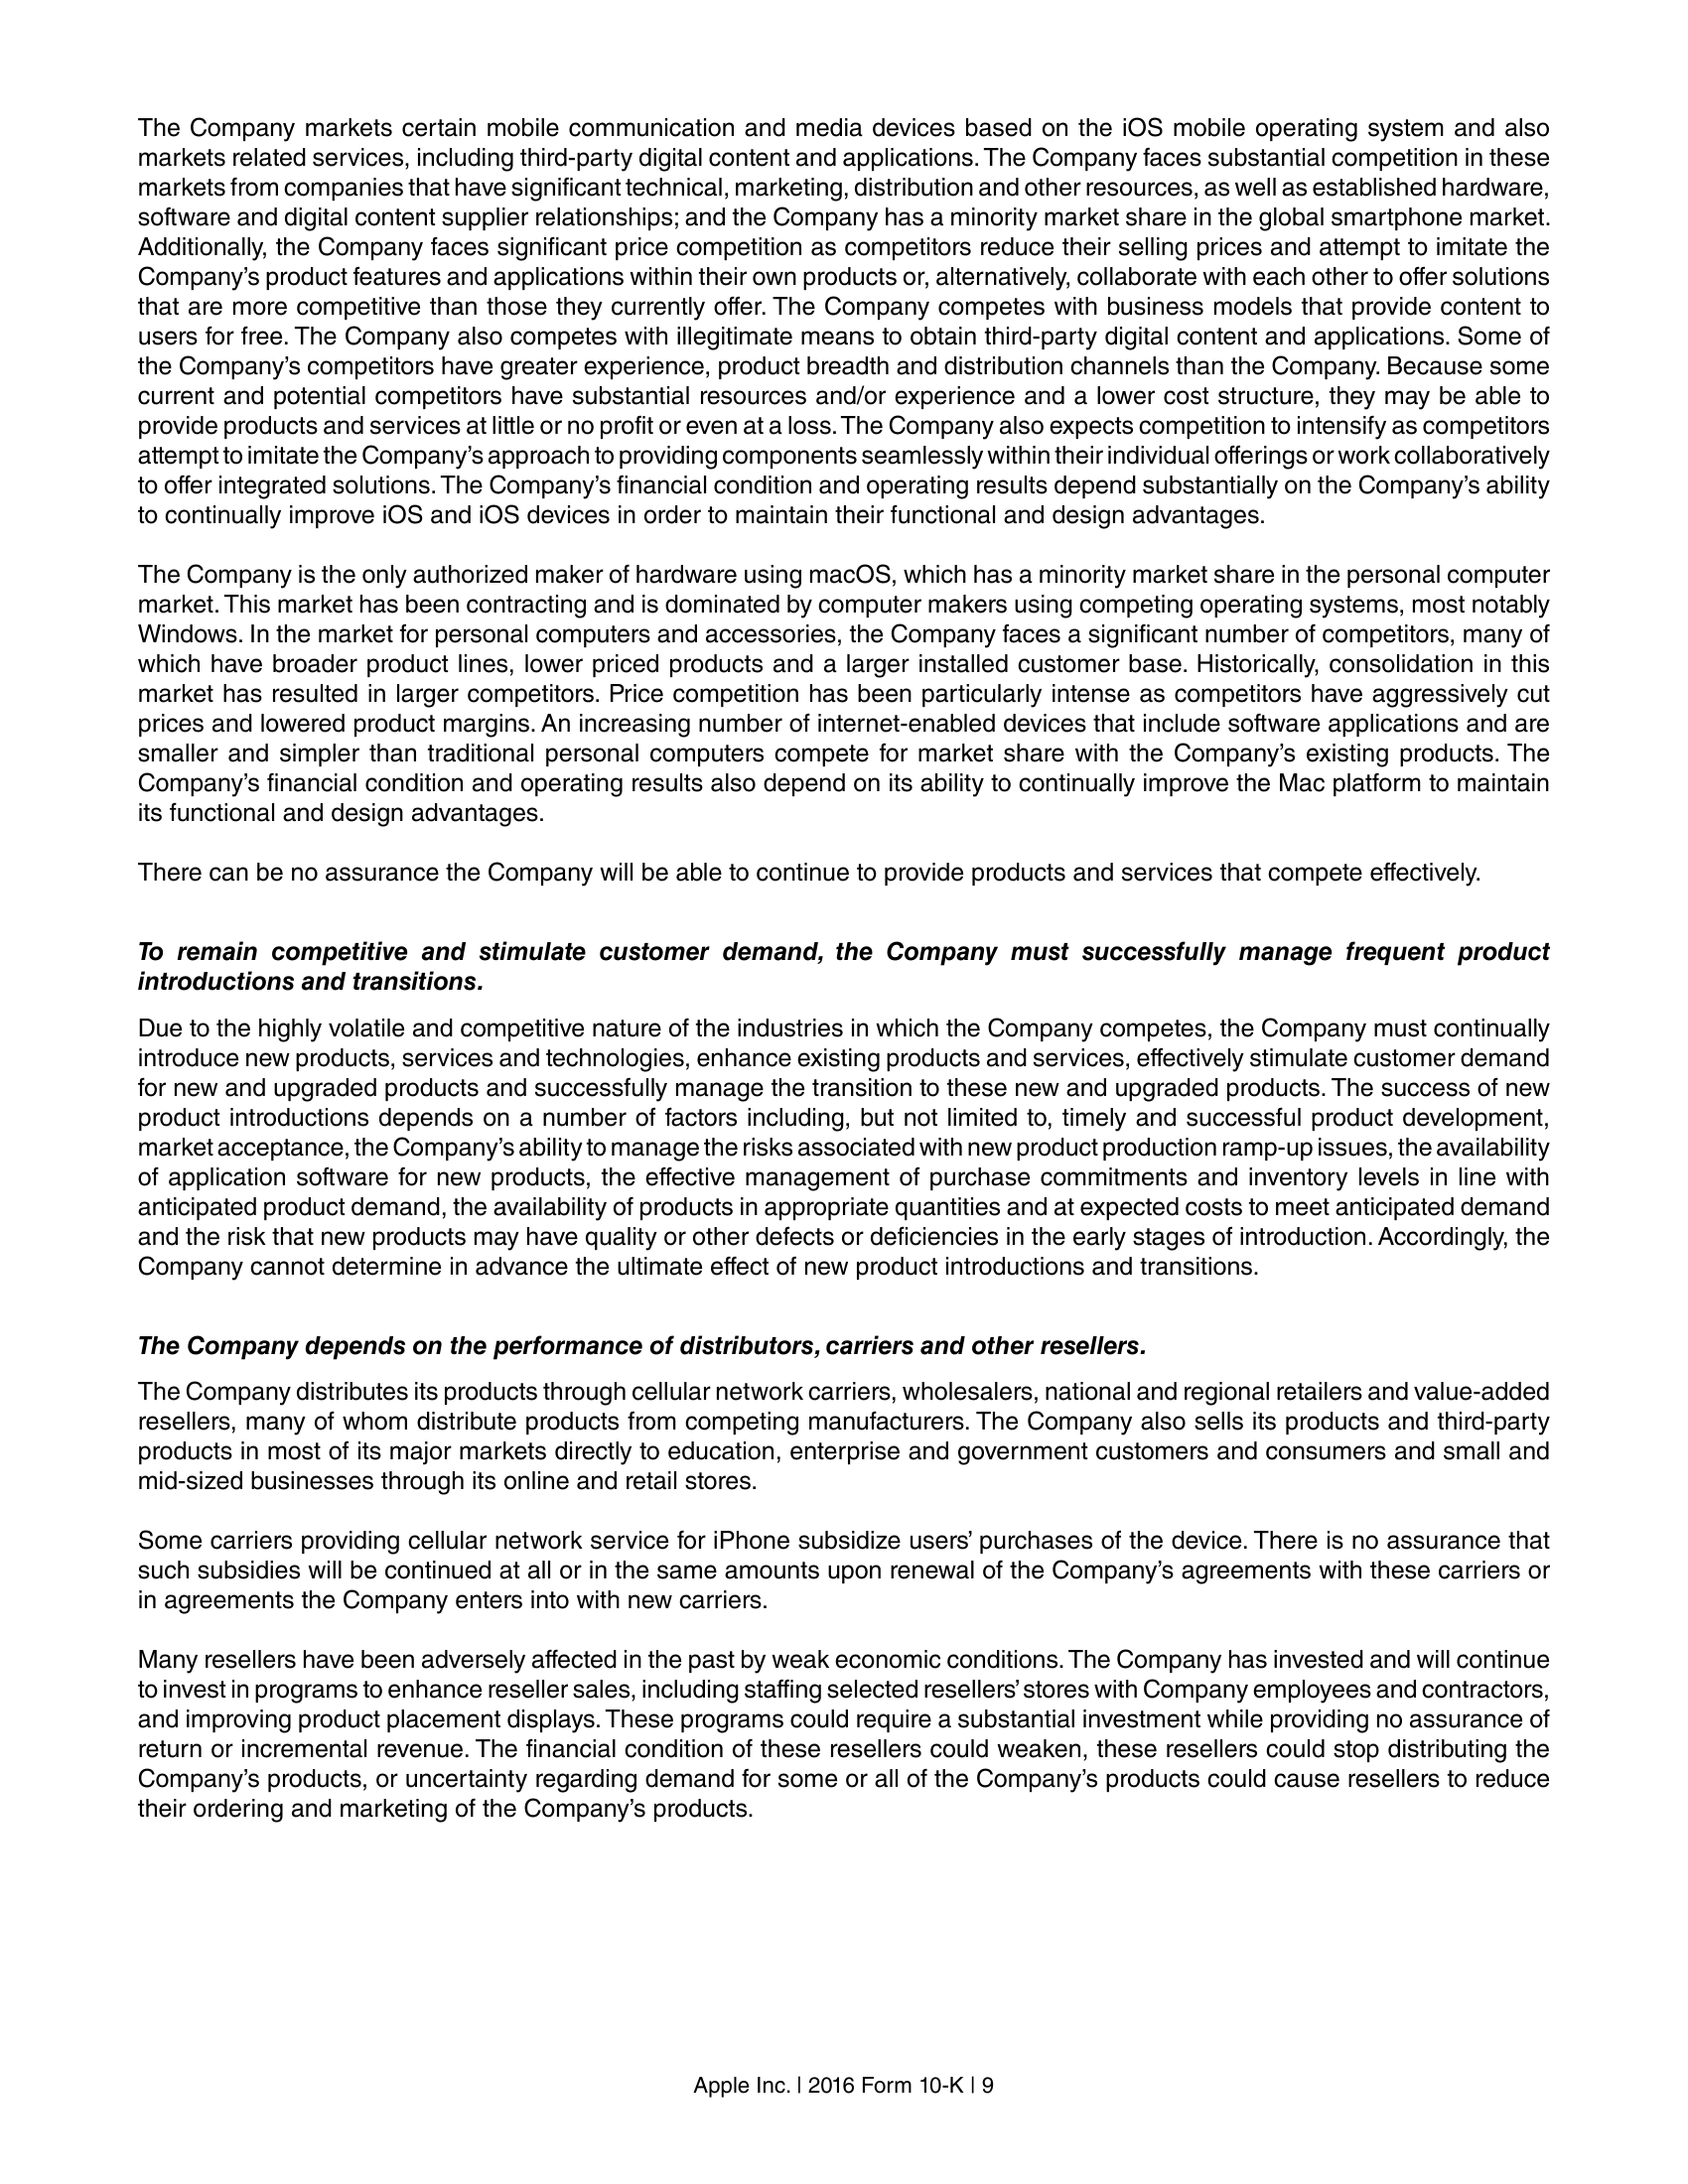 The Company markets certain mobile communication and media devices based on the iOS mobile operating system and also
markets related services, including third-party digital content and applications. The Company faces substantial competition in these
markets from companies that have significant technical, marketing, distribution and other resources, as well as established hardware,
software and digital content supplier relationships; and the Company has a minority market share in the global smartphone market.
Additionally, the Company faces significant price competition as competitors reduce their selling prices and attempt to imitate the
Company’s product features and applications within their own products or, alternatively, collaborate with each other to offer solutions
that are more competitive than those they currently offer. The Company competes with business models that provide content to
users for free. The Company also competes with illegitimate means to obtain third-party digital content and applications. Some of
the Company’s competitors have greater experience, product breadth and distribution channels than the Company. Because some
current and potential competitors have substantial resources and/or experience and a lower cost structure, they may be able to
provide products and services at little or no profit or even at a loss. The Company also expects competition to intensify as competitors
attempt to imitate the Company’s approach to providing components seamlessly within their individual offerings or work collaboratively
to offer integrated solutions. The Company’s financial condition and operating results depend substantially on the Company’s ability
to continually improve iOS and iOS devices in order to maintain their functional and design advantages.
The Company is the only authorized maker of hardware using macOS, which has a minority market share in the personal computer
market. This market has been contracting and is dominated by computer makers using competing operating systems, most notably
Windows. In the market for personal computers and accessories, the Company faces a significant number of competitors, many of
which have broader product lines, lower priced products and a larger installed customer base. Historically, consolidation in this
market has resulted in larger competitors. Price competition has been particularly intense as competitors have aggressively cut
prices and lowered product margins. An increasing number of internet-enabled devices that include software applications and are
smaller and simpler than traditional personal computers compete for market share with the Company’s existing products. The
Company’s financial condition and operating results also depend on its ability to continually improve the Mac platform to maintain
its functional and design advantages.
There can be no assurance the Company will be able to continue to provide products and services that compete effectively.
To remain competitive and stimulate customer demand, the Company must successfully manage frequent product
introductions and transitions.
Due to the highly volatile and competitive nature of the industries in which the Company competes, the Company must continually
introduce new products, services and technologies, enhance existing products and services, effectively stimulate customer demand
for new and upgraded products and successfully manage the transition to these new and upgraded products. The success of new
product introductions depends on a number of factors including, but not limited to, timely and successful product development,
market acceptance, the Company’s ability to manage the risks associated with new product production ramp-up issues, the availability
of application software for new products, the effective management of purchase commitments and inventory levels in line with
anticipated product demand, the availability of products in appropriate quantities and at expected costs to meet anticipated demand
and the risk that new products may have quality or other defects or deficiencies in the early stages of introduction. Accordingly, the
Company cannot determine in advance the ultimate effect of new product introductions and transitions.
The Company depends on the performance of distributors, carriers and other resellers.
The Company distributes its products through cellular network carriers, wholesalers, national and regional retailers and value-added
resellers, many of whom distribute products from competing manufacturers. The Company also sells its products and third-party
products in most of its major markets directly to education, enterprise and government customers and consumers and small and
mid-sized businesses through its online and retail stores.
Some carriers providing cellular network service for iPhone subsidize users’ purchases of the device. There is no assurance that
such subsidies will be continued at all or in the same amounts upon renewal of the Company’s agreements with these carriers or
in agreements the Company enters into with new carriers.
Many resellers have been adversely affected in the past by weak economic conditions. The Company has invested and will continue
to invest in programs to enhance reseller sales, including staffing selected resellers’ stores with Company employees and contractors,
and improving product placement displays. These programs could require a substantial investment while providing no assurance of
return or incremental revenue. The financial condition of these resellers could weaken, these resellers could stop distributing the
Company’s products, or uncertainty regarding demand for some or all of the Company’s products could cause resellers to reduce
their ordering and marketing of the Company’s products.
Apple Inc. | 2016 Form 10-K | 9